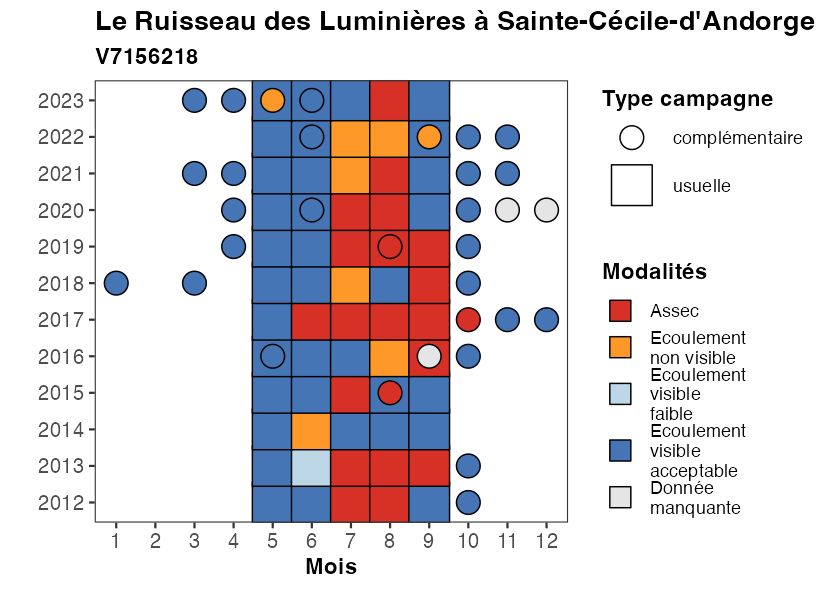 Le Ruisseau des Luminières à Sainte-Cécile-d'Andorge
V7156218
2023
2022
2021
2020
2019
2018
2017
2016
2015
2014
2013
2012
1 2 3 4 5 6 7 8 9 10 11 12
Mois
Type campagne
complémentaire
usuelle
Modalités
Assec
Ecoulement
non visible
Ecoulement
visible
faible
Ecoulement
visible
acceptable
Donnée
manquante